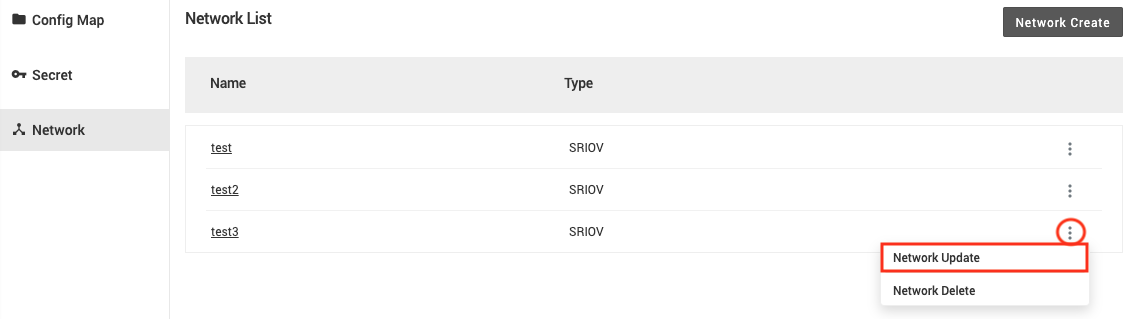 Config Map
Secret
Network
Network List
Network Create
Name Type
test SRIOV
test2 SRIOV
test3 SRIOV
Network Update
Network Delete